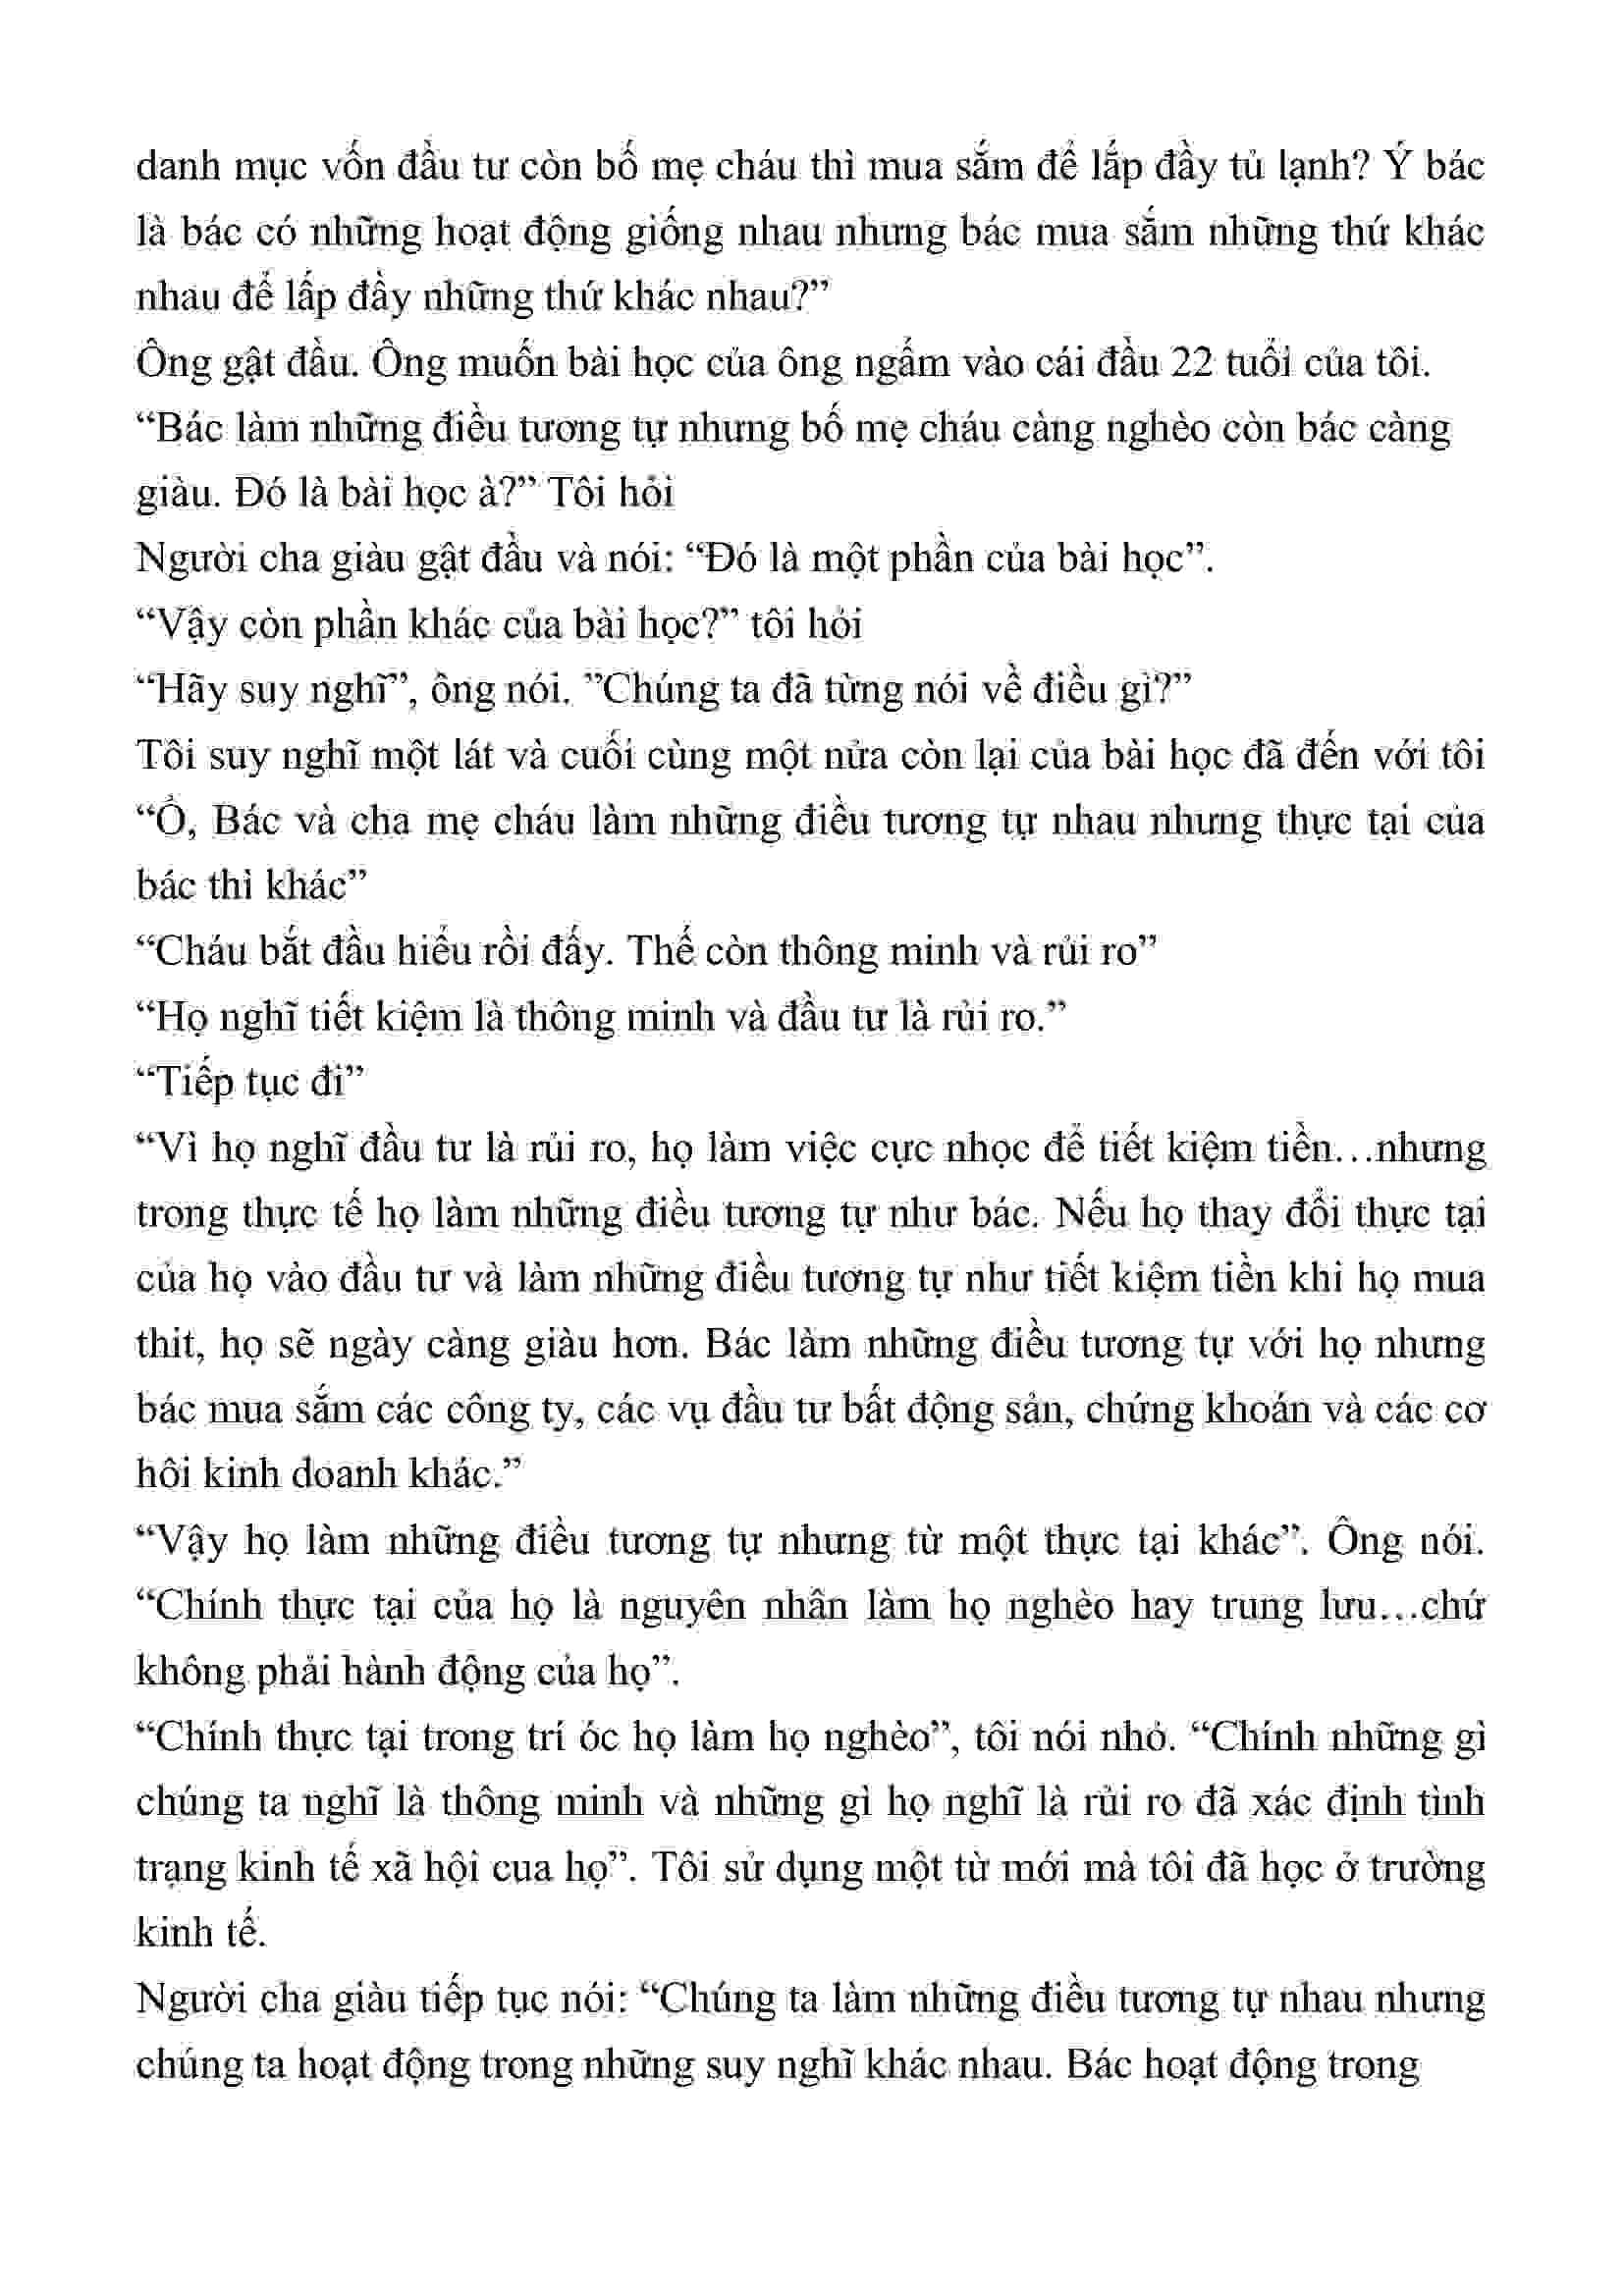 danh mục vốn đầu tư còn bố mẹ cháu thì mua sắm để lắp đầy tủ lạnh? Ý bác
là bác có những hoạt động giống nhau nhưng bác mua sắm những thứ khác
nhau để lấp đầy những thứ khác nhau?”
Ông gật đầu. Ông muốn bài học của ông ngấm vào cái đầu 22 tuổi của tôi.
“Bác làm những điều tương tự nhưng bố mẹ cháu càng nghèo còn bác càng
giàu. Đó là bài học à?” Tôi hỏi
Người cha giàu gật đầu và nói: “Đó là một phần của bài học”.
“Vậy còn phần khác của bài học?” tôi hỏi
“Hãy suy nghĩ”, ông nói. ”Chúng ta đã từng nói về điều gì?”
Tôi suy nghĩ một lát và cuối cùng một nửa còn lại của bài học đã đến với tôi
“Ồ, Bác và cha mẹ cháu làm những điều tương tự nhau nhưng thực tại của
bác thì khác”
“Cháu bắt đầu hiểu rồi đấy. Thế còn thông minh và rủi ro”
“Họ nghĩ tiết kiệm là thông minh và đầu tư là rủi ro.”
“Tiếp tục đi”
“Vì họ nghĩ đầu tư là rủi ro, họ làm việc cực nhọc để tiết kiệm tiền…nhưng
trong thực tế họ làm những điều tương tự như bác. Nếu họ thay đổi thực tại
của họ vào đầu tư và làm những điều tương tự như tiết kiệm tiền khi họ mua
thit, họ sẽ ngày càng giàu hơn. Bác làm những điều tương tự với họ nhưng
bác mua sắm các công ty, các vụ đầu tư bất động sản, chứng khoán và các cơ
hôi kinh doanh khác.”
“Vậy họ làm những điều tương tự nhưng từ một thực tại khác”. Ông nói.
“Chính thực tại của họ là nguyên nhân làm họ nghèo hay trung lưu…chứ
không phải hành động của họ”.
“Chính thực tại trong trí óc họ làm họ nghèo”, tôi nói nhỏ. “Chính những gì
chúng ta nghĩ là thông minh và những gì họ nghĩ là rủi ro đã xác định tình
trạng kinh tế xã hội cua họ”. Tôi sử dụng một từ mới mà tôi đã học ở trường
kinh tế.
Người cha giàu tiếp tục nói: “Chúng ta làm những điều tương tự nhau nhưng
chúng ta hoạt động trong những suy nghĩ khác nhau. Bác hoạt động trong